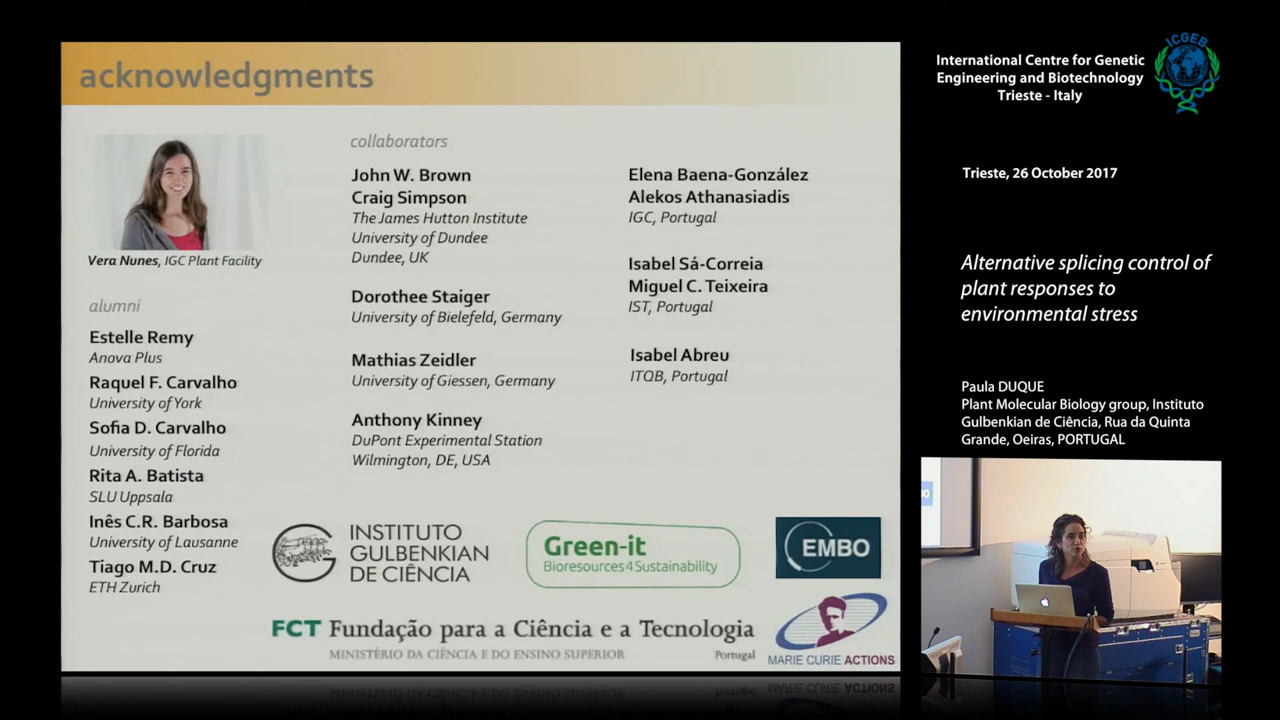 acknowledgments
Vera Nunes, IGC Plant Facility
alumni
Estelle Remy
Anova Plus
Raquel F. Carvalho
University of York
Sofia D. Carvalho
University of Florida
Rita A. Batista
SLU Uppsala
Inês C.R. Barbosa
University of Lausanne
Tiago M.D. Cruz
ETH Zurich
collaborators
John W. Brown
Craig Simpson
The James Hutton Institute
University of Dundee
Dundee, UK
Dorothee Staiger
University of Bielefeld, Germany
Mathias Zeidler
University of Giessen, Germany
Anthony Kinney
DuPont Experimental Station
Wilmington, DE, USA
Elena Baena-González
Alekos Athanasiadis
IGC, Portugal
Isabel Sá-Correia
Miguel C. Teixeira
IST, Portugal
Isabel Abreu
ITQB, Portugal
INSTITUTO
GULBENKIAN
DE CIÊNCIA
Green-it
Bioresources4Sustainability
EMBO
FCT Fundação para a Ciência e a Tecnologia
MINISTÉRIO DA CIÊNCIA E DO ENSINO SUPERIOR Portugal
MARIE CURIE ACTIONS
International Centre for Genetic
Engineering and Biotechnology
Trieste - Italy
ICGEB
Trieste, 26 October 2017
Alternative splicing control of
plant responses to
environmental stress
Paula DUQUE
Plant Molecular Biology group, Instituto
Gulbenkian de Ciência, Rua da Quinta
Grande, Oeiras, PORTUGAL